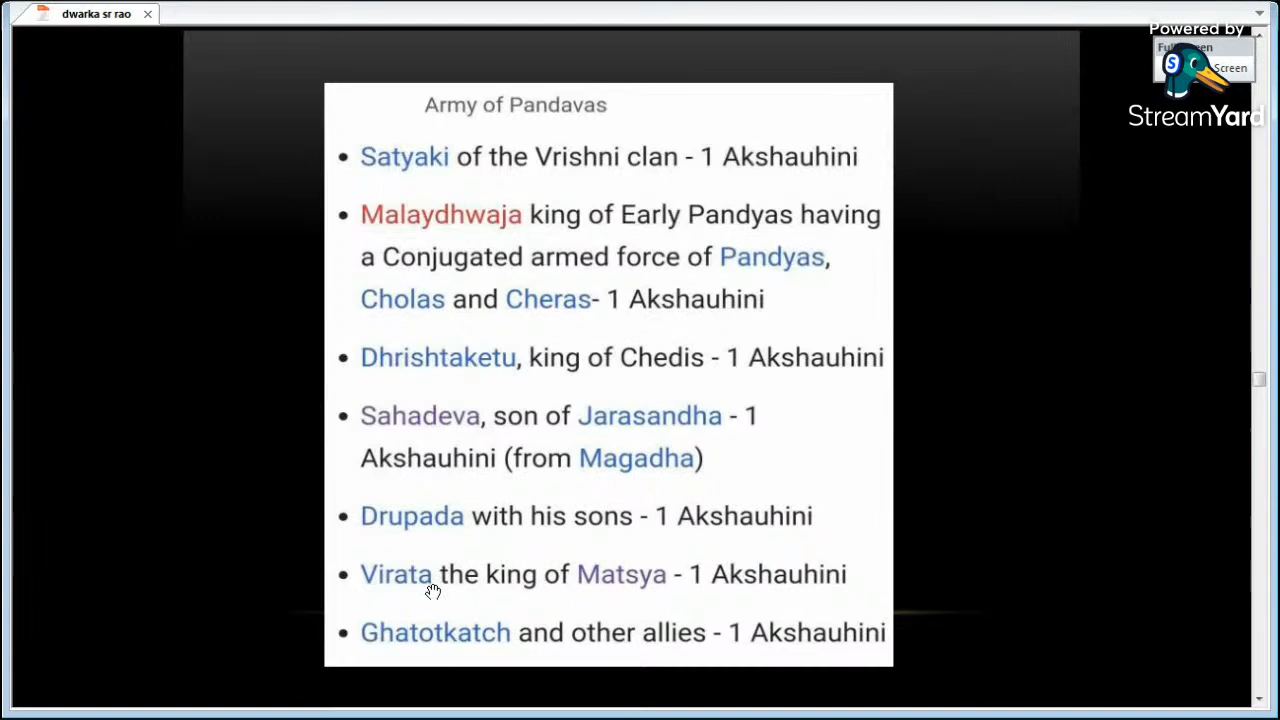 dwarka sr rao
Powered by
Screen
StreamYard
Army of Pandavas
• Satyaki of the Vrishni clan - 1 Akshauhini
• Malaydhwaja king of Early Pandyas having
a Conjugated armed force of Pandyas,
Cholas and Cheras- 1 Akshauhini
• Dhrishtaketu, king of Chedis - 1 Akshauhini
• Sahadeva, son of Jarasandha - 1
Akshauhini (from Magadha)
• Drupada with his sons - 1 Akshauhini
• Virata the king of Matsya - 1 Akshauhini
• Ghatotkatch and other allies - 1 Akshauhini